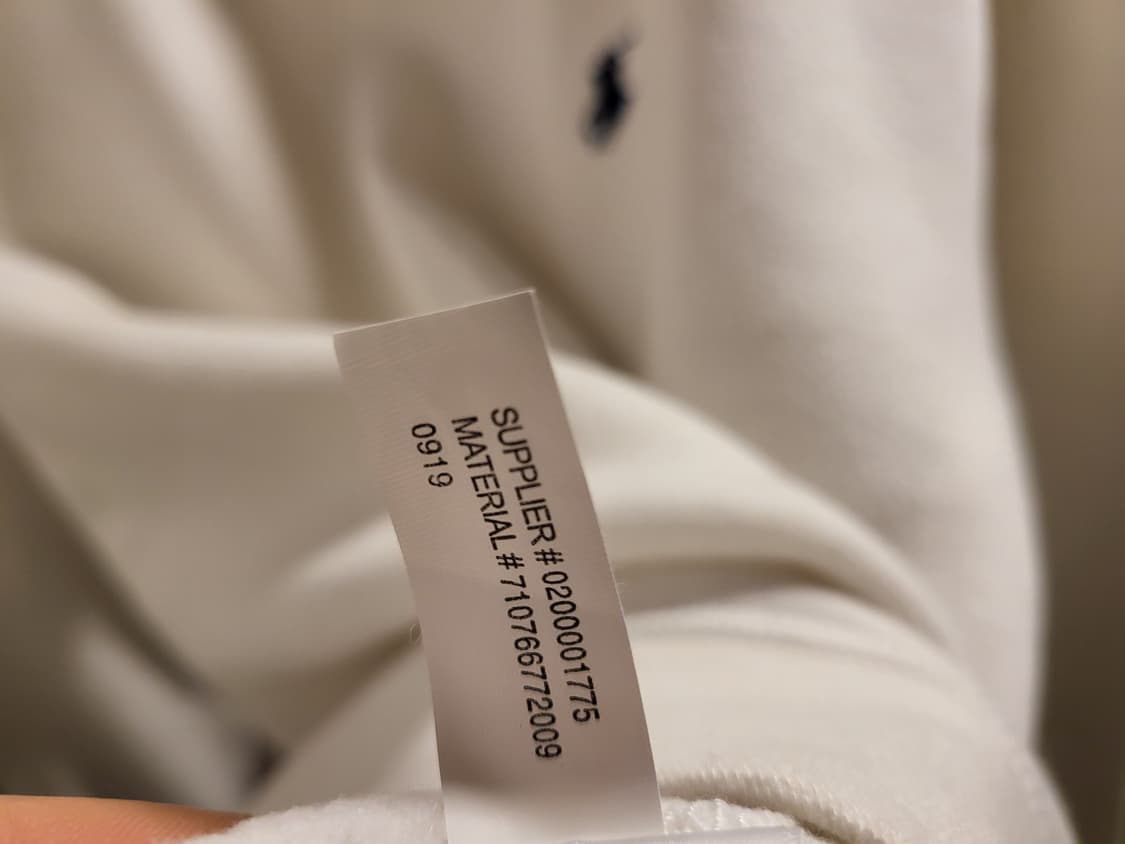 SUPPLIER # 0200001775
MATERIAL # 710766772009
0919